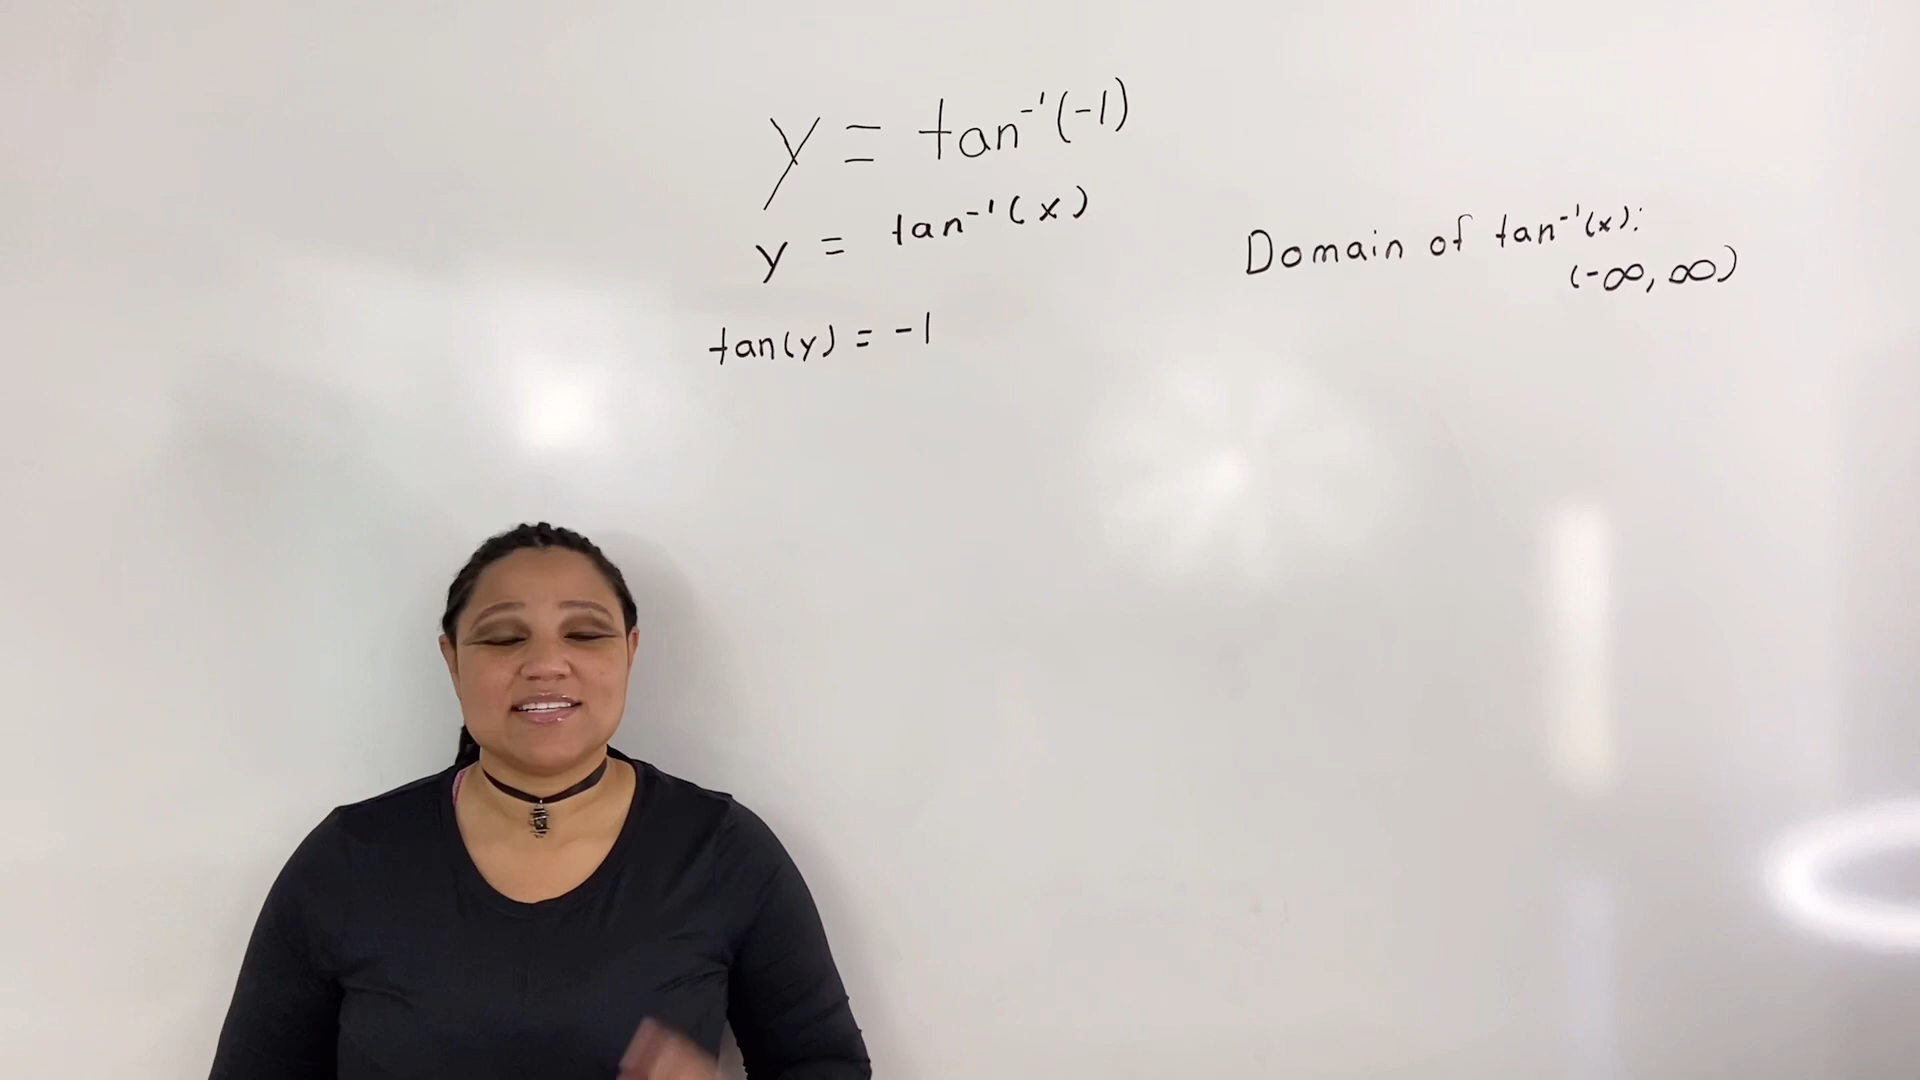 y = tan⁻¹(-1)
y = tan⁻¹(x)
tan(y) = -1
Domain of tan⁻¹(x):
(-∞, ∞)